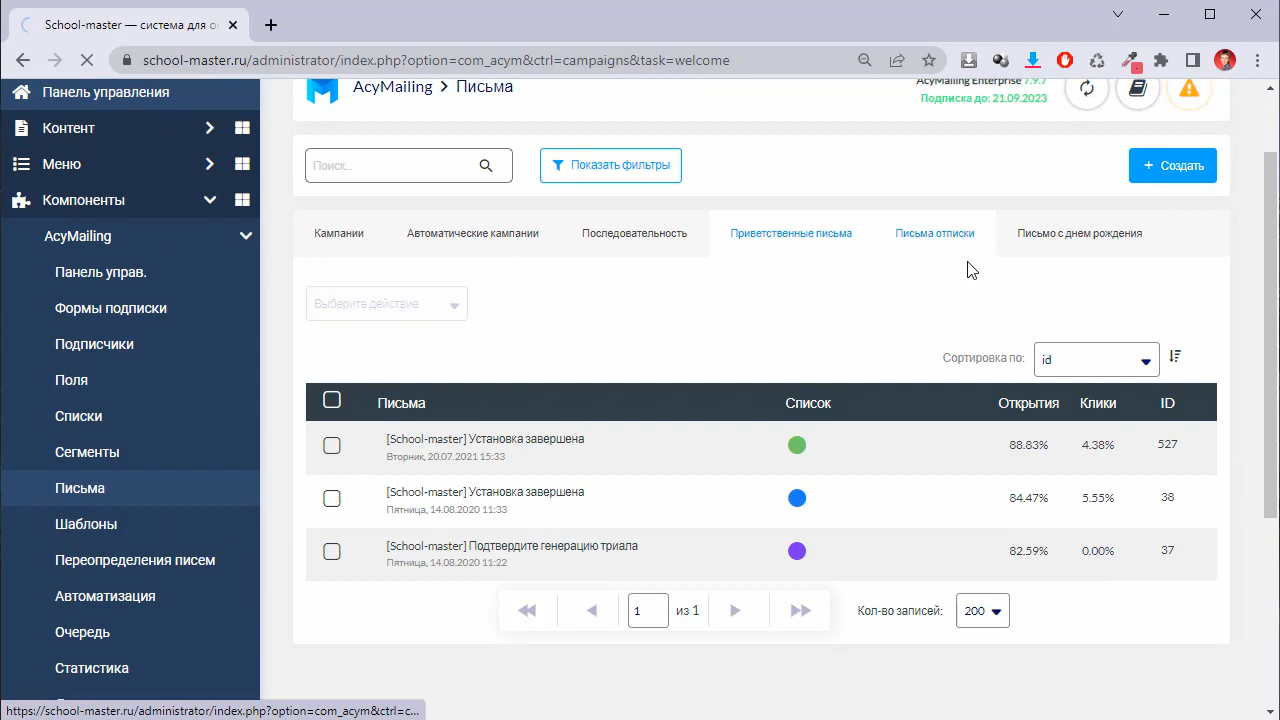 School-master — система для о
school-master.ru/administrator/index.php?option=com_acym&ctrl=campaigns&task=welcome
Панель управления
Контент
Меню
Компоненты
AcyMailing
Панель управ.
Формы подписки
Подписчики
Поля
Списки
Сегменты
Письма
Шаблоны
Переопределения писем
Автоматизация
Очередь
Статистика
AcyMailing > Письма
AcyMailing Enterprise 7.9.7
Подписка до: 21.09.2023
Поиск...
Показать фильтры
+ Создать
Кампании
Автоматические кампании
Последовательность
Приветственные письма
Письма отписки
Письмо с днем рождения
Выберите действие
Сортировка по: id
Письма Список Открытия Клики ID
[School-master] Установка завершена
Вторник, 20.07.2021 15:33
88.83% 4.38% 527
[School-master] Установка завершена
Пятница, 14.08.2020 11:33
84.47% 5.55% 38
[School-master] Подтвердите генерацию триала
Пятница, 14.08.2020 11:22
82.59% 0.00% 37
1 из 1
Кол-во записей: 200
https://school-master.ru/administrator/index.php?option=com_acym&ctrl=c...